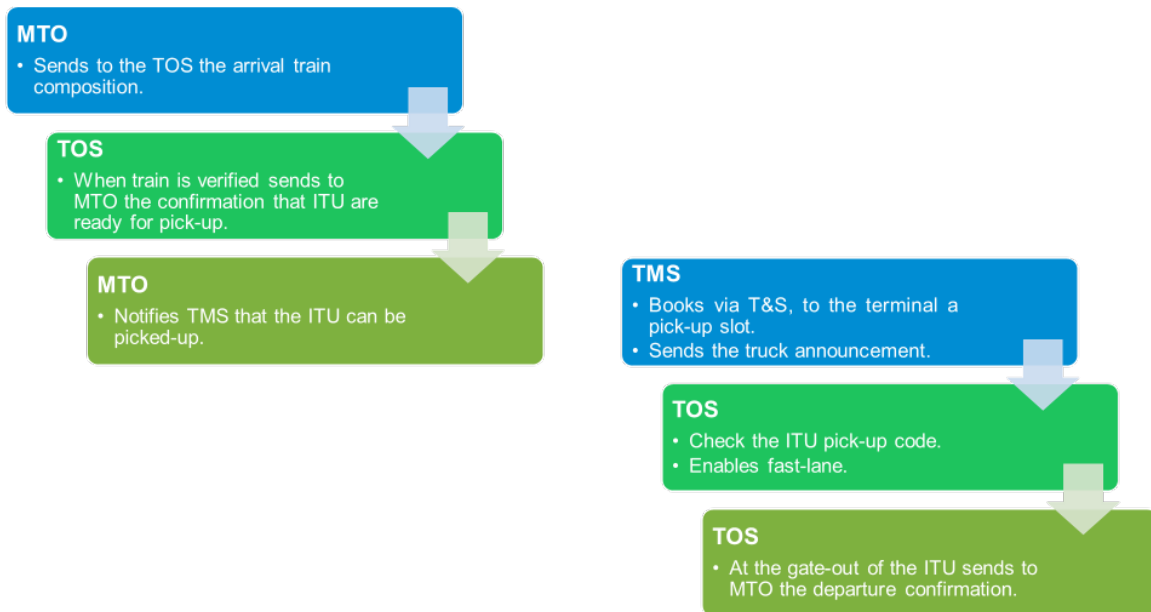 MTO
• Sends to the TOS the arrival train
composition.
TOS
• When train is verified sends to
MTO the confirmation that ITU are
ready for pick-up.
MTO
• Notifies TMS that the ITU can be
picked-up.
TMS
• Books via T&S, to the terminal a
pick-up slot.
• Sends the truck announcement.
TOS
• Check the ITU pick-up code.
• Enables fast-lane.
TOS
• At the gate-out of the ITU sends to
MTO the departure confirmation.